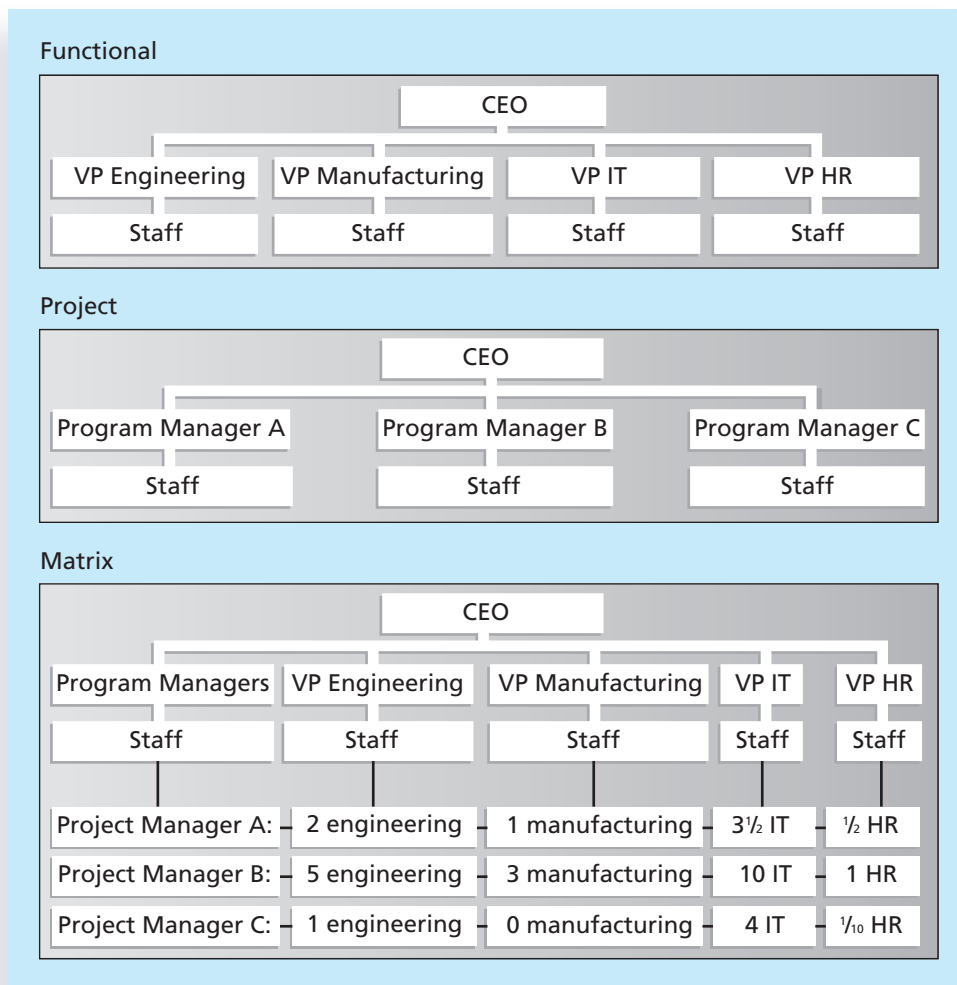 Functional
CEO
VP Engineering VP Manufacturing VP IT VP HR
Staff Staff Staff Staff
Project
CEO
Program Manager A Program Manager B Program Manager C
Staff Staff Staff
Matrix
CEO
Program Managers VP Engineering VP Manufacturing VP IT VP HR
Staff Staff Staff Staff Staff
Project Manager A: 2 engineering 1 manufacturing 3½ IT ½ HR
Project Manager B: 5 engineering 3 manufacturing 10 IT 1 HR
Project Manager C: 1 engineering 0 manufacturing 4 IT 1/10 HR